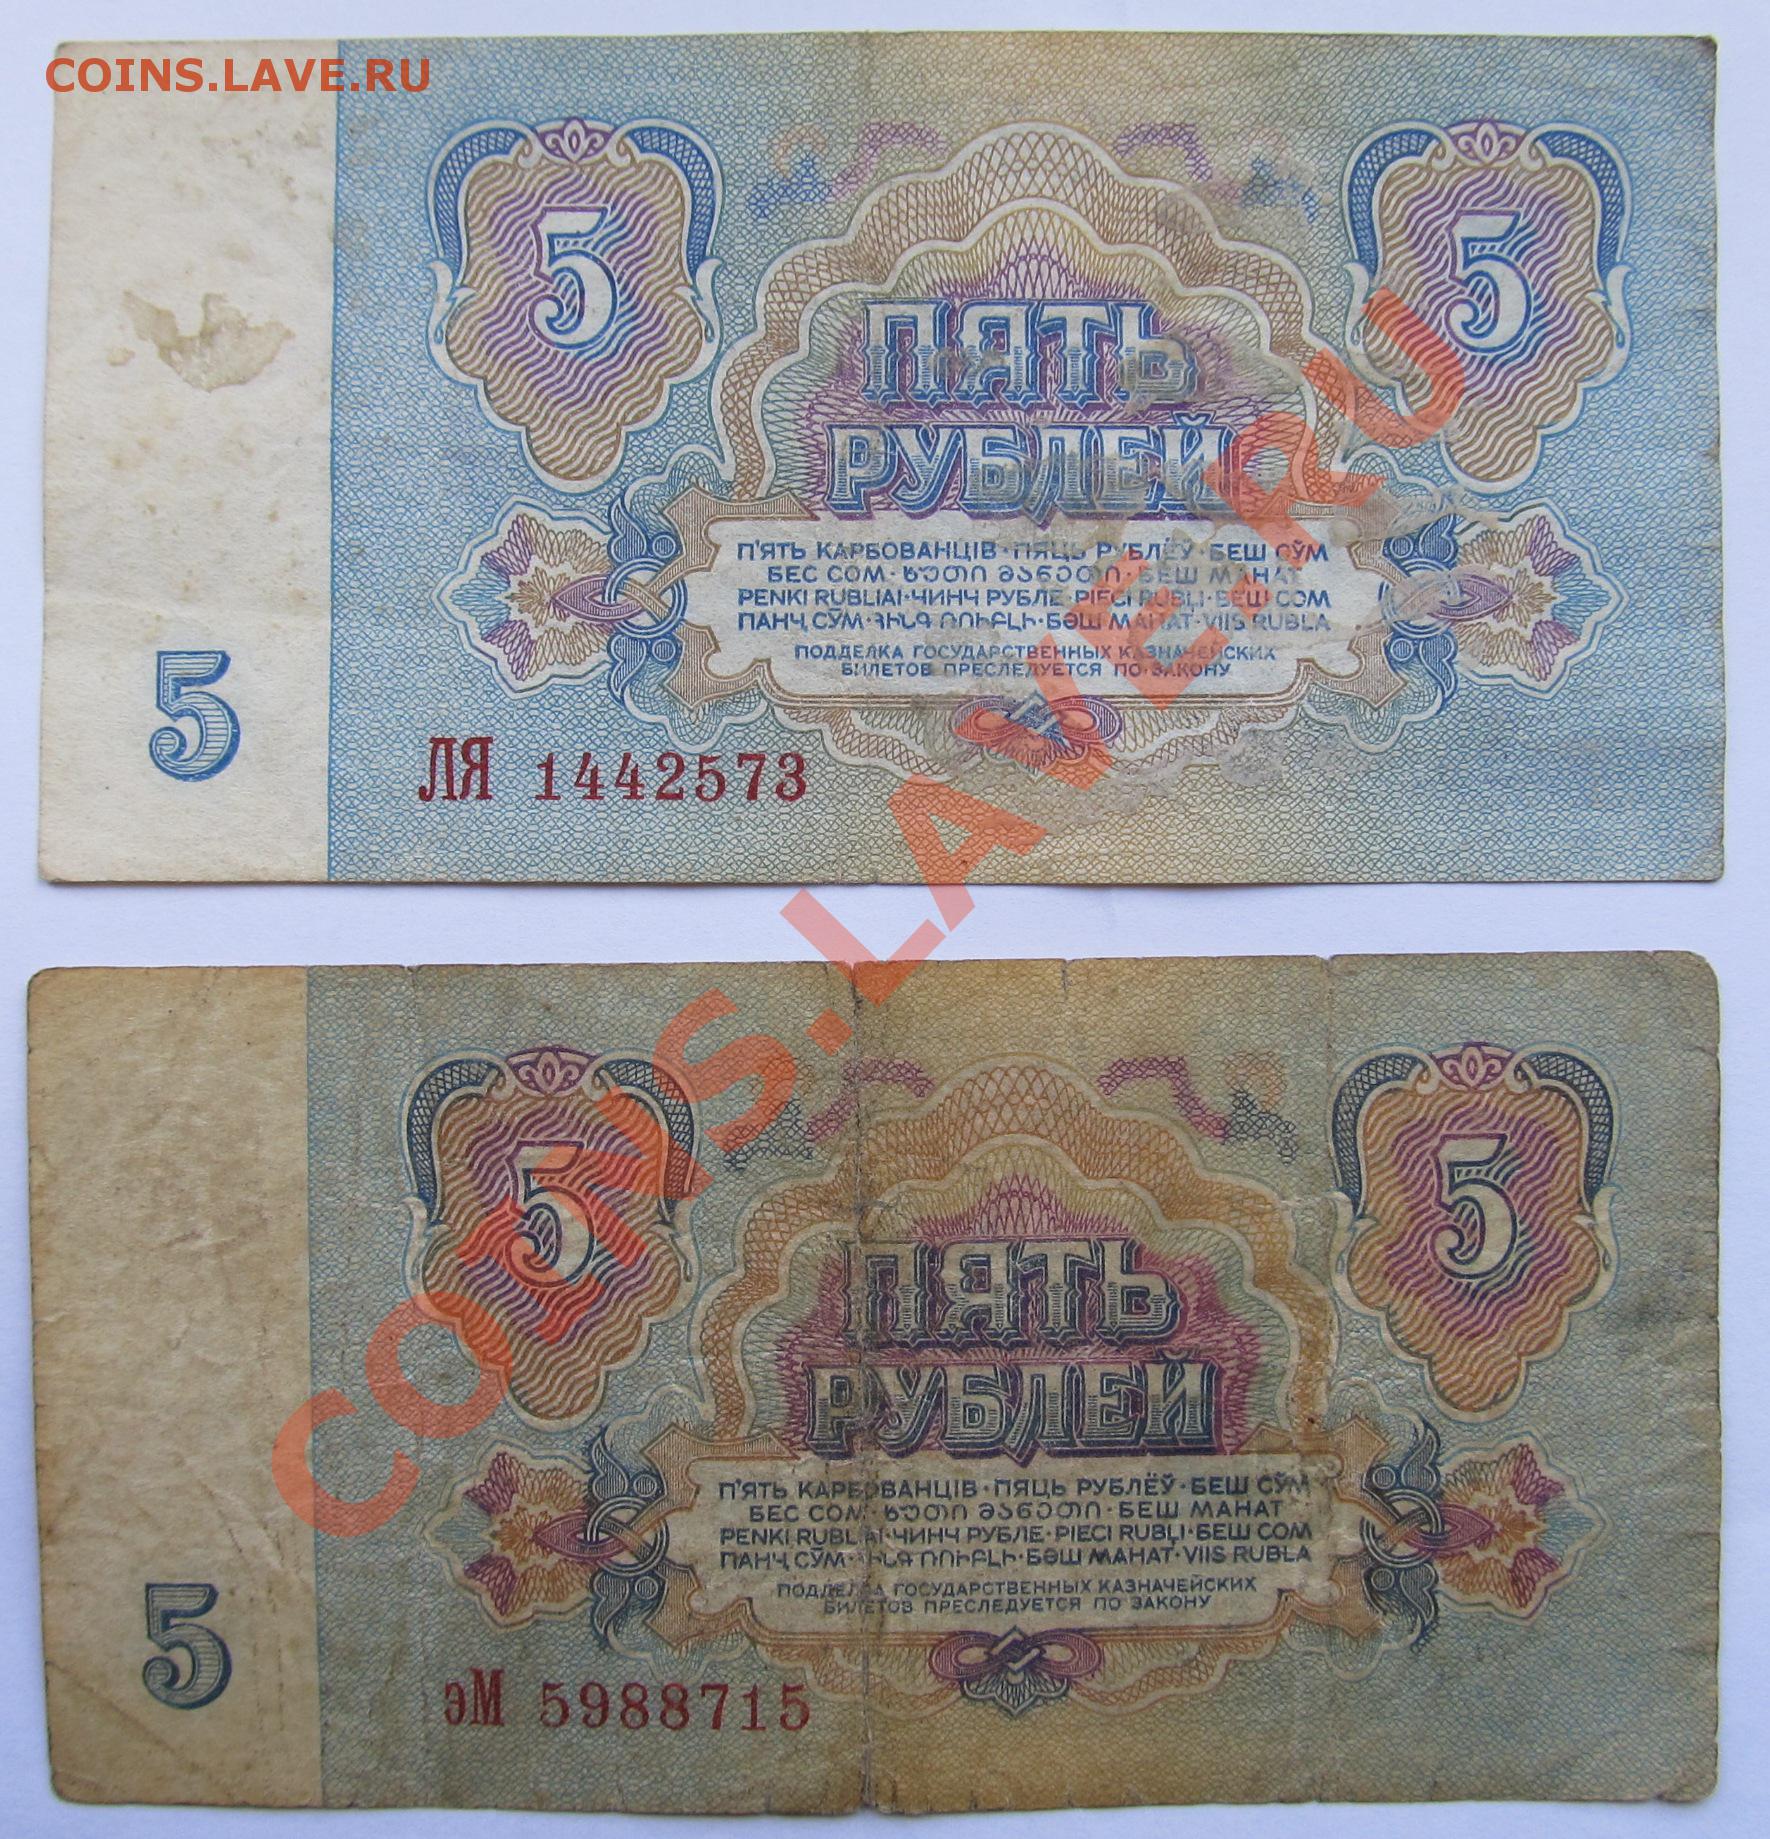 COINS.LAVE.RU
5
5
ПЯТЬ
РУБЛЕЙ
П'ЯТЬ КАРБОВАНЦІВ · ПЯЦЬ РУБЛЁЎ · БЕШ СЎМ
БЕС СОМ · ხუთი მანეთი · БЕШ МАНАТ
PENKI RUBLIAI · ЧИНЧ РУБЛЕ · PIECI RUBĻI · БЕШ СОМ
ПАНҶ СӮМ · ՀԻՆԳ ՌՈՒԲԼԻ · БӘШ МАНАТ · VIIS RUBLA
ПОДДЕЛКА ГОСУДАРСТВЕННЫХ КАЗНАЧЕЙСКИХ
БИЛЕТОВ ПРЕСЛЕДУЕТСЯ ПО ЗАКОНУ
5
ЛЯ 1442573
COINS.LAVE.RU
5
5
ПЯТЬ
РУБЛЕЙ
П'ЯТЬ КАРБОВАНЦІВ · ПЯЦЬ РУБЛЁЎ · БЕШ СЎМ
БЕС СОМ · ხუთი მანეთი · БЕШ МАНАТ
PENKI RUBLIAI · ЧИНЧ РУБЛЕ · PIECI RUBĻI · БЕШ СОМ
ПАНҶ СӮМ · ՀԻՆԳ ՌՈՒԲԼԻ · БӘШ МАНАТ · VIIS RUBLA
ПОДДЕЛКА ГОСУДАРСТВЕННЫХ КАЗНАЧЕЙСКИХ
БИЛЕТОВ ПРЕСЛЕДУЕТСЯ ПО ЗАКОНУ
5
эМ 5988715